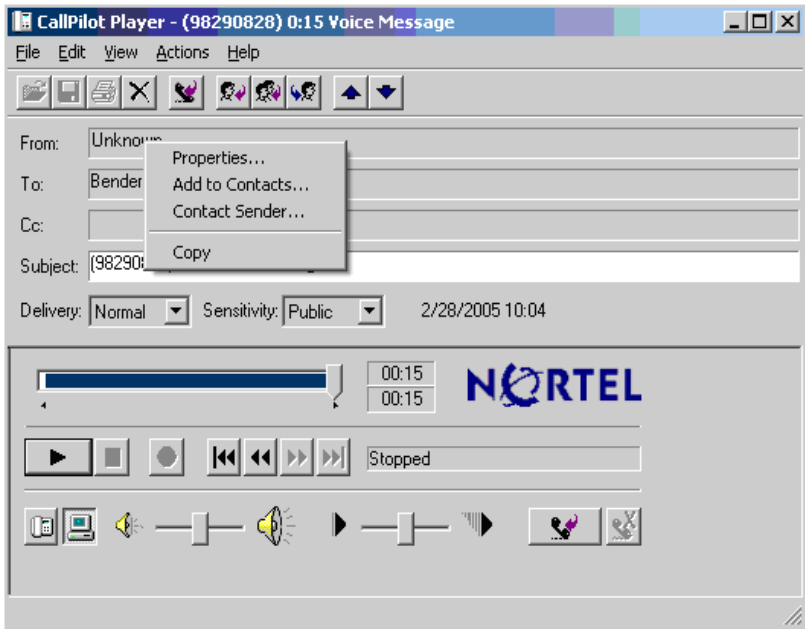 CallPilot Player - (98290828) 0:15 Voice Message
File Edit View Actions Help
From: Unknown
Properties...
To: Bender
Add to Contacts...
Contact Sender...
Cc:
Copy
Subject: (98290
Delivery: Normal Sensitivity: Public 2/28/2005 10:04
00:15
00:15
NORTEL
Stopped